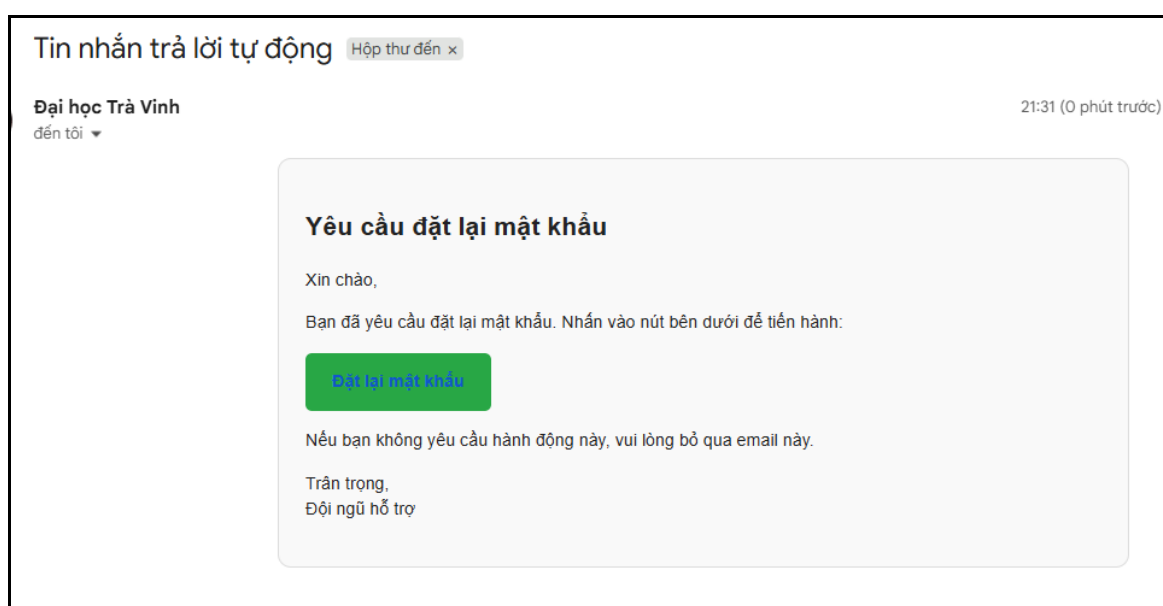 Tin nhắn trả lời tự động Hộp thư đến ×
Đại học Trà Vinh 21:31 (0 phút trước)
đến tôi
Yêu cầu đặt lại mật khẩu
Xin chào,
Bạn đã yêu cầu đặt lại mật khẩu. Nhấn vào nút bên dưới để tiến hành:
Đặt lại mật khẩu
Nếu bạn không yêu cầu hành động này, vui lòng bỏ qua email này.
Trân trọng,
Đội ngũ hỗ trợ